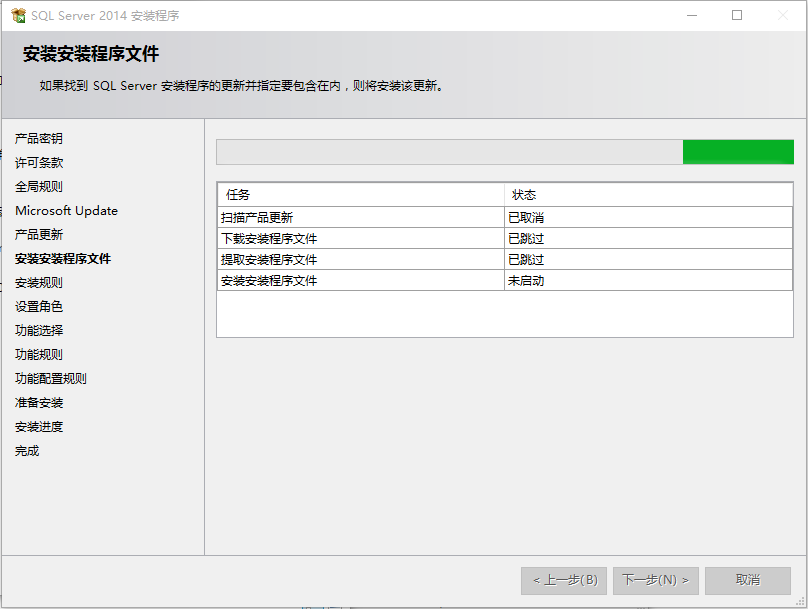 SQL Server 2014 安装程序
安装安装程序文件
如果找到 SQL Server 安装程序的更新并指定要包含在内，则将安装该更新。
产品密钥
许可条款
全局规则
Microsoft Update
产品更新
安装安装程序文件
安装规则
设置角色
功能选择
功能规则
功能配置规则
准备安装
安装进度
完成
任务 状态
扫描产品更新 已取消
下载安装程序文件 已跳过
提取安装程序文件 已跳过
安装安装程序文件 未启动
< 上一步(B) 下一步(N) > 取消